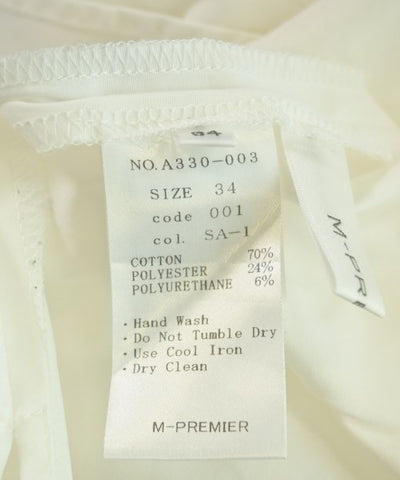 34
NO.A330-003
SIZE 34
code 001
col. SA-1
COTTON 70%
POLYESTER 24%
POLYURETHANE 6%
・Hand Wash
・Do Not Tumble Dry
・Use Cool Iron
・Dry Clean
M-PREMIER